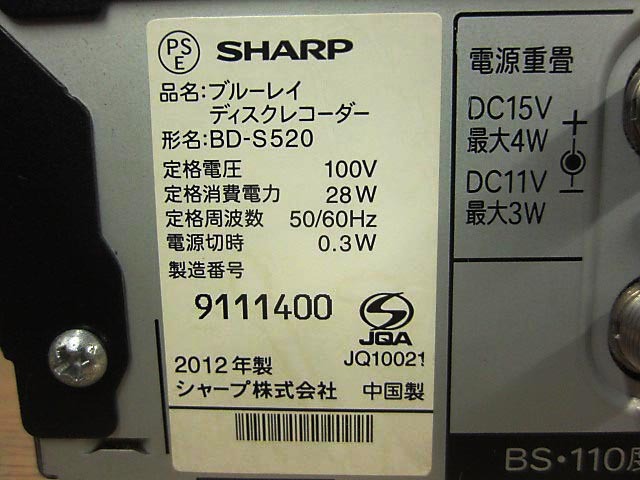 PS
E
SHARP
品名:ブルーレイ
ディスクレコーダー
形名:BD-S520
定格電圧 100V
定格消費電力 28W
定格周波数 50/60Hz
電源切時 0.3W
製造番号
9111400
JQA
JQ10021
2012年製
シャープ株式会社 中国製
電源重畳
DC15V
最大4W
+
DC11V
最大3W
−
BS・110度